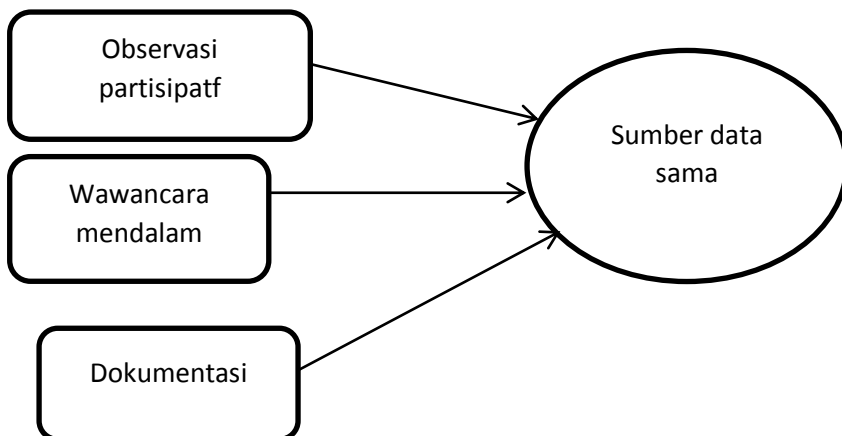 Observasi
partisipatf
Wawancara
mendalam
Dokumentasi
Sumber data
sama